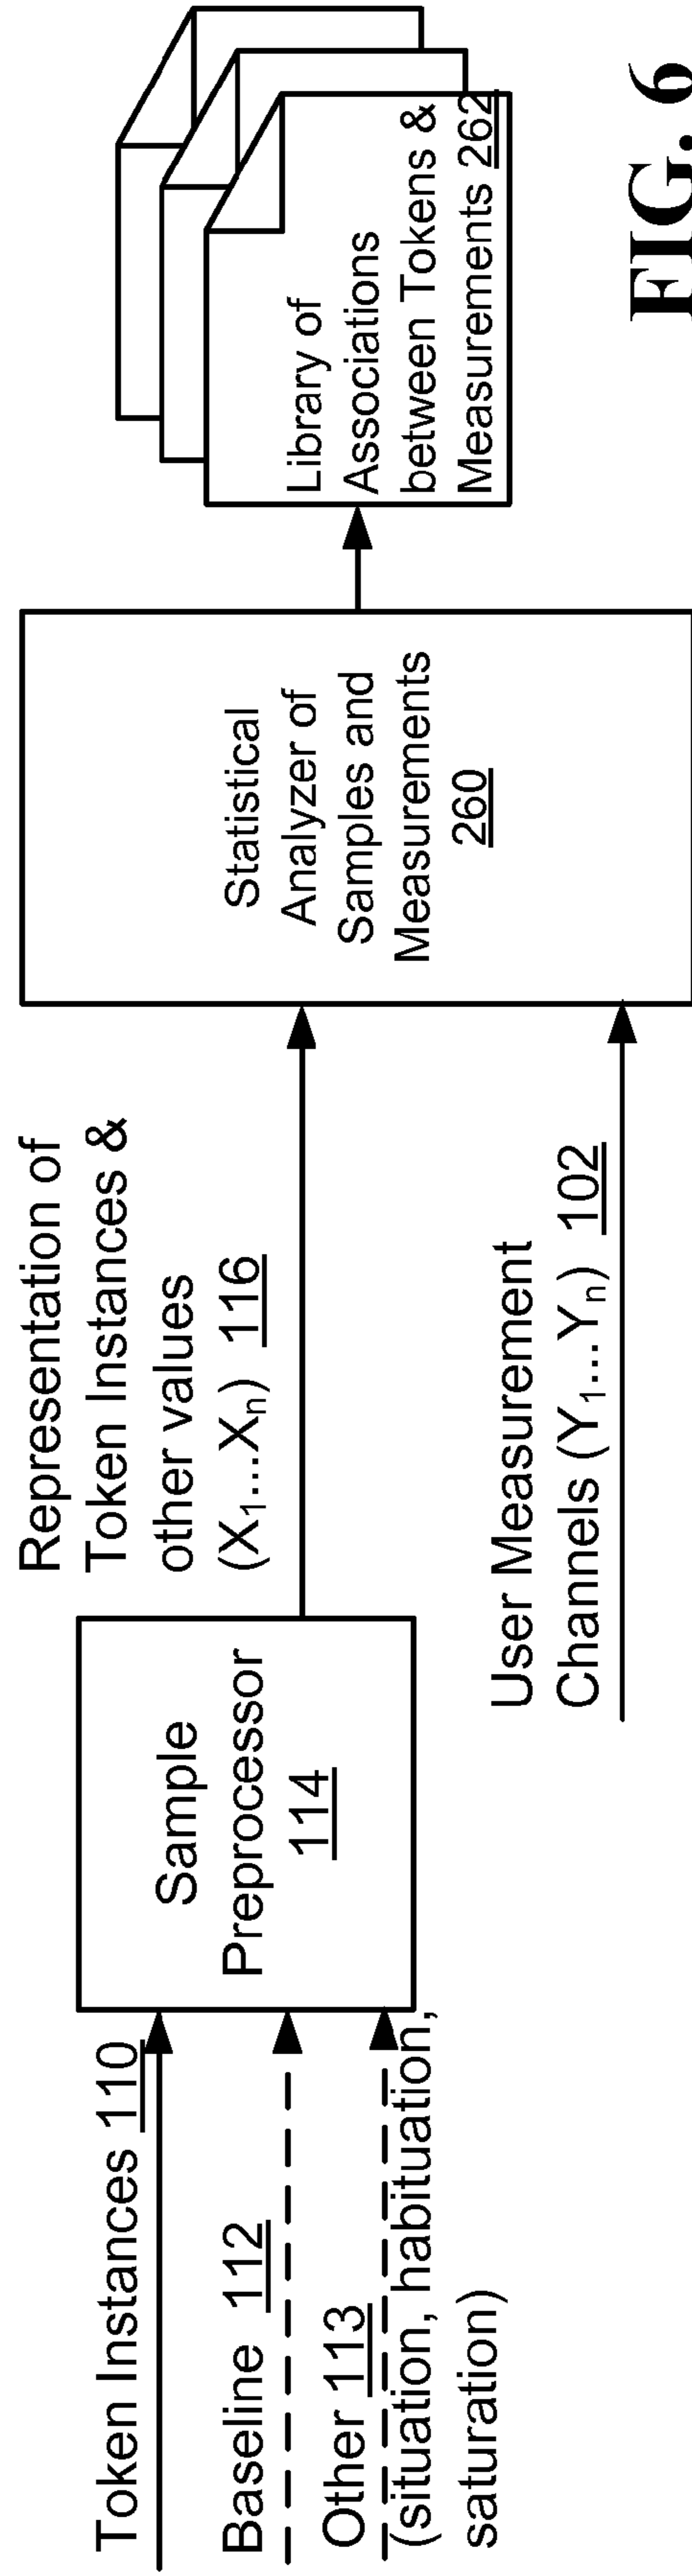 Token Instances 110
Baseline 112
Other 113
(situation, habituation,
saturation)
Sample
Preprocessor
114
Representation of
Token Instances &
other values
(X1...Xn) 116
User Measurement
Channels (Y1...Yn) 102
Statistical
Analyzer of
Samples and
Measurements
260
Library of
Associations
between Tokens &
Measurements 262
FIG. 6